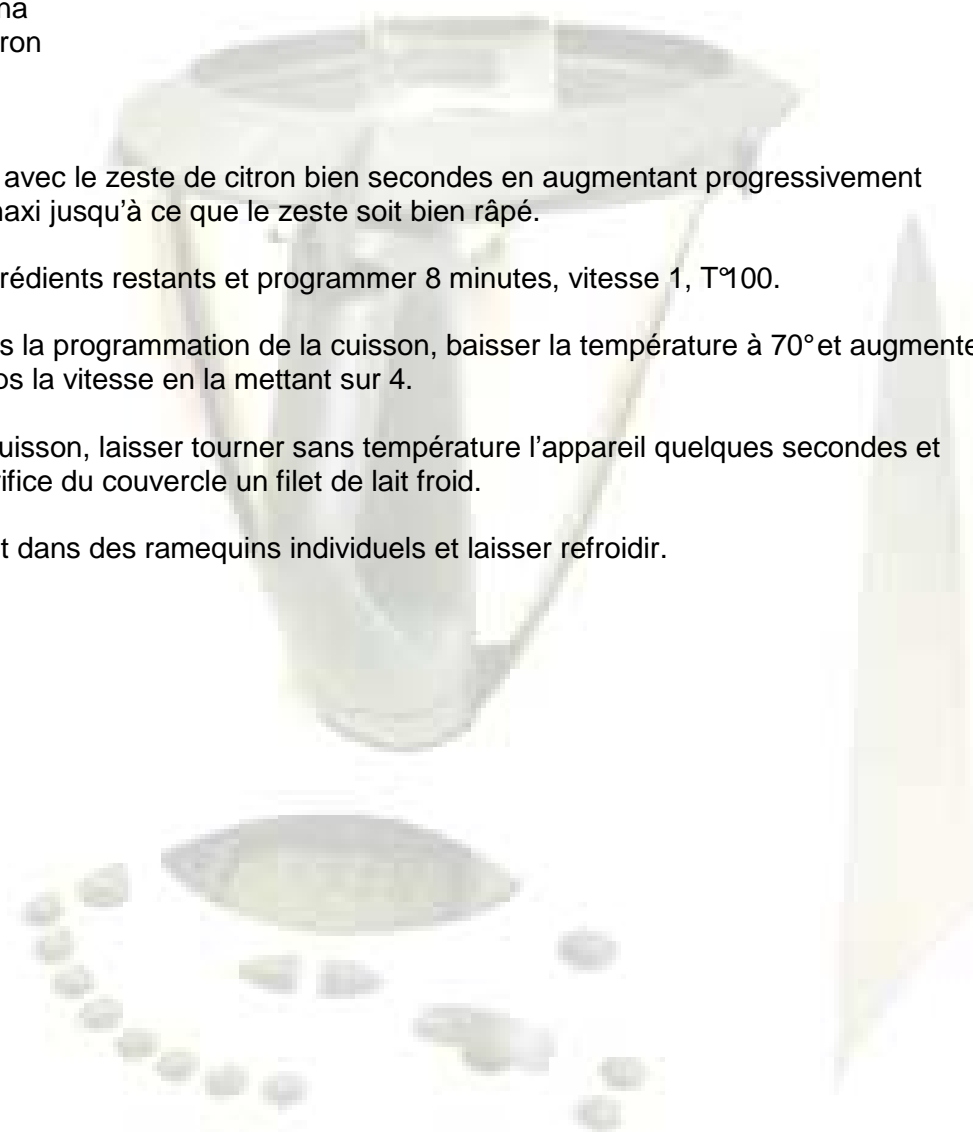 na
ron
avec le zeste de citron bien secondes en augmentant progressivement
naxi jusqu'à ce que le zeste soit bien râpé.
rédients restants et programmer 8 minutes, vitesse 1, T°100.
s la programmation de la cuisson, baisser la température à 70° et augmente
os la vitesse en la mettant sur 4.
uisson, laisser tourner sans température l’appareil quelques secondes et
ifice du couvercle un filet de lait froid.
t dans des ramequins individuels et laisser refroidir.